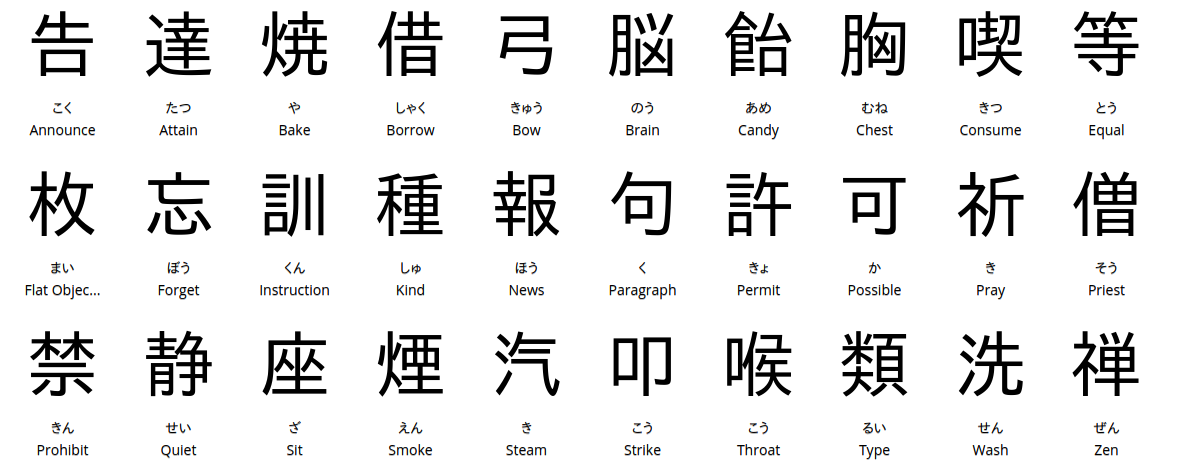 告 達 焼 借 弓 脳 飴 胸 喫 等
こく たつ や しゃく きゅう のう あめ むね きつ とう
Announce Attain Bake Borrow Bow Brain Candy Chest Consume Equal
枚 忘 訓 種 報 句 許 可 祈 僧
まい ぼう くん しゅ ほう く きょ か き そう
Flat Objec... Forget Instruction Kind News Paragraph Permit Possible Pray Priest
禁 静 座 煙 汽 叩 喉 類 洗 禅
きん せい ざ えん き こう こう るい せん ぜん
Prohibit Quiet Sit Smoke Steam Strike Throat Type Wash Zen